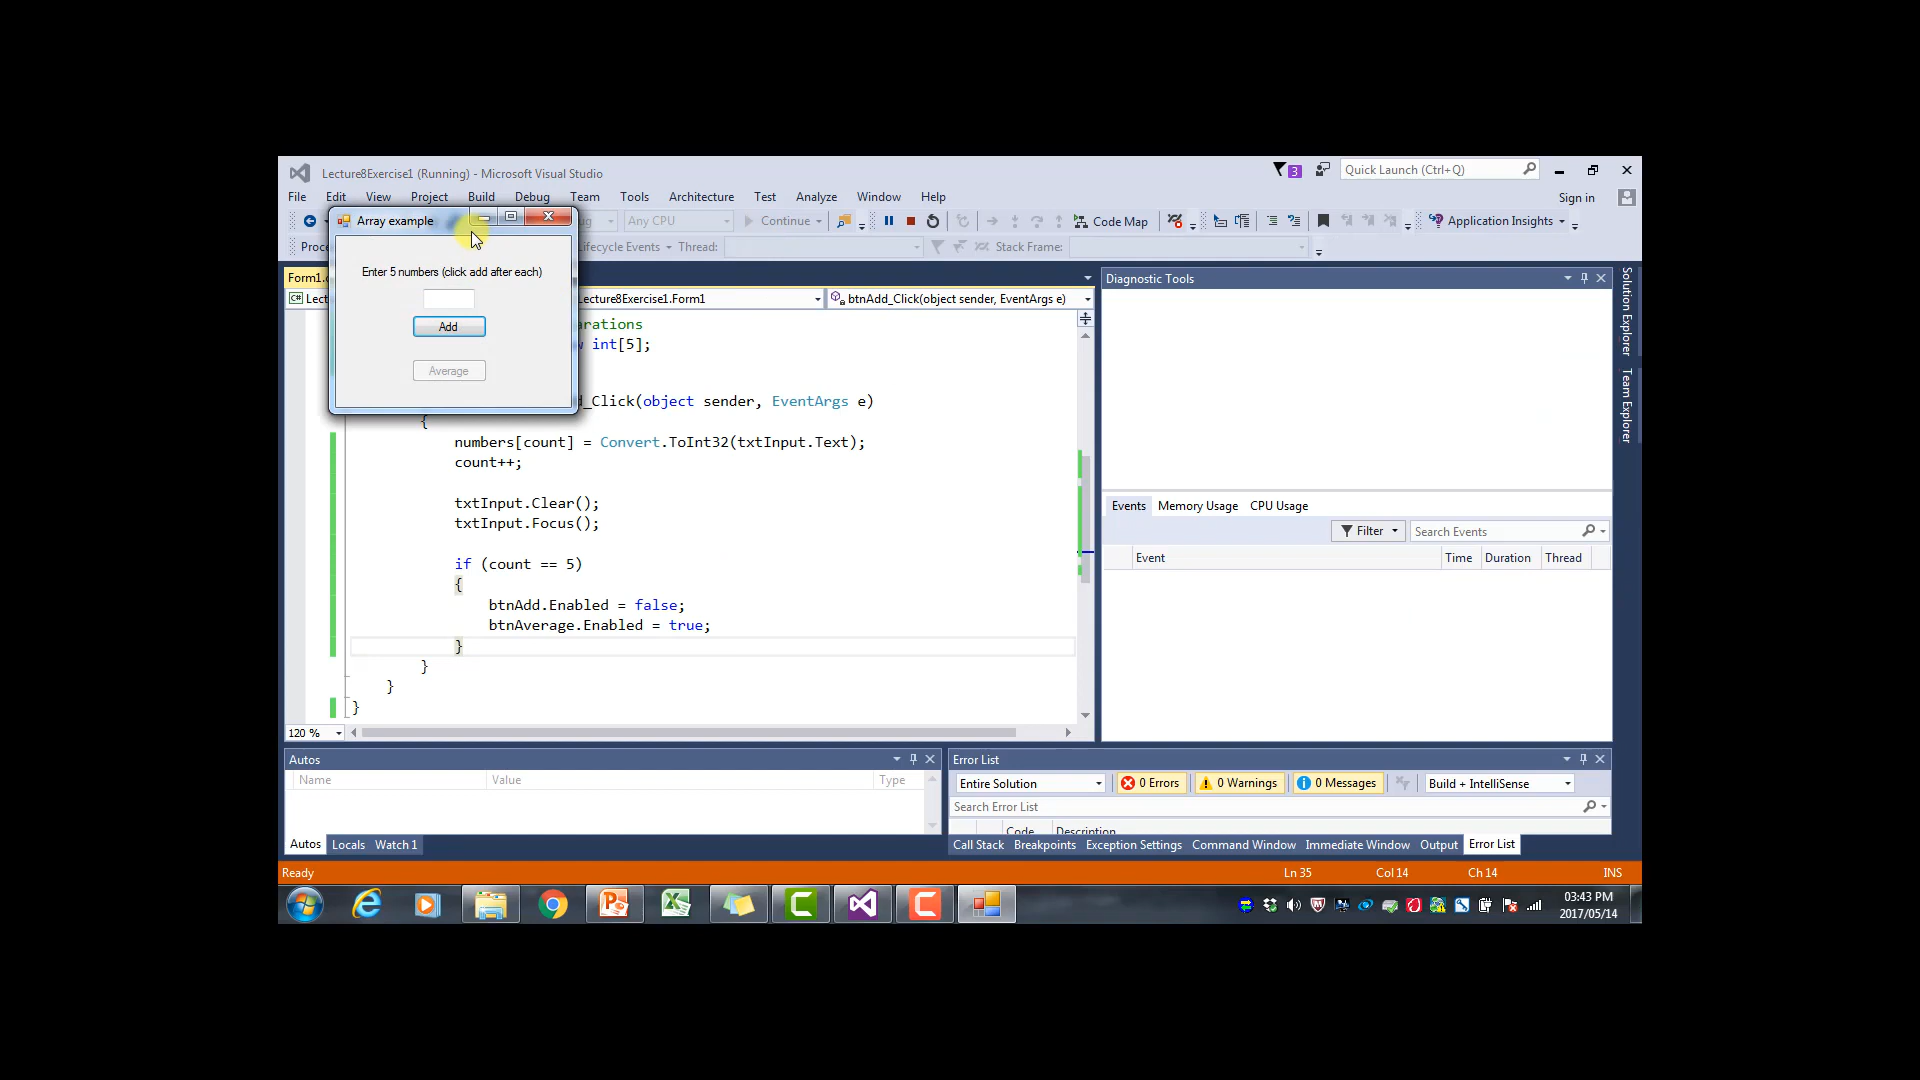 Lecture8Exercise1 (Running) - Microsoft Visual Studio
3
Quick Launch (Ctrl+Q)
File Edit View Project Build Debug Team Tools Architecture Test Analyze Window Help
Sign in
Any CPU Continue Code Map Application Insights
Lifecycle Events Thread: Stack Frame:
Array example
Enter 5 numbers (click add after each)
Add
Average
Lecture8Exercise1.Form1 btnAdd_Click(object sender, EventArgs e)
int[5];
_Click(object sender, EventArgs e)
{
numbers[count] = Convert.ToInt32(txtInput.Text);
count++;
txtInput.Clear();
txtInput.Focus();
if (count == 5)
{
btnAdd.Enabled = false;
btnAverage.Enabled = true;
}
}
}
}
120 %
Diagnostic Tools
Events Memory Usage CPU Usage
Filter Search Events
Event Time Duration Thread
Solution Explorer
Team Explorer
Autos
Name Value Type
Autos Locals Watch 1
Error List
Entire Solution 0 Errors 0 Warnings 0 Messages Build + IntelliSense
Search Error List
Code Description
Call Stack Breakpoints Exception Settings Command Window Immediate Window Output Error List
Ready Ln 35 Col 14 Ch 14 INS
03:43 PM
2017/05/14